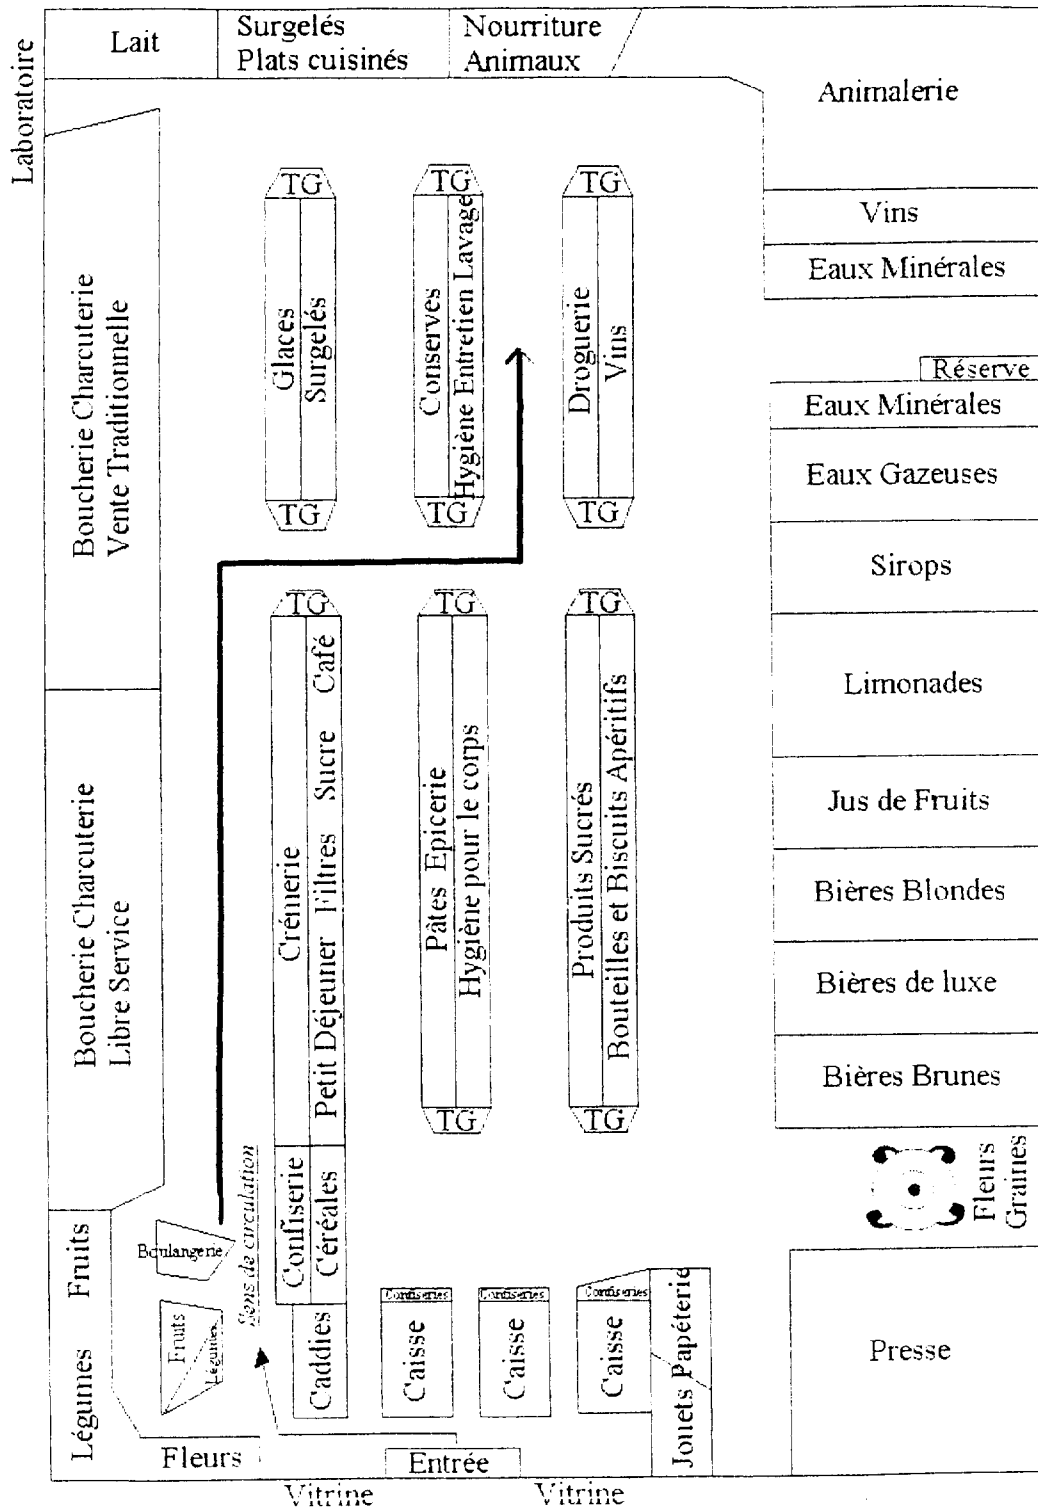 Laboratoire
Lait
Surgelés
Plats cuisinés
Nourriture
Animaux
Animalerie
Vins
Eaux Minérales
Réserve
Eaux Minérales
Eaux Gazeuses
Sirops
Limonades
Jus de Fruits
Bières Blondes
Bières de luxe
Bières Brunes
Fleurs
Graines
Presse
Boucherie Charcuterie
Vente Traditionnelle
TG
Glaces
Surgelés
TG
TG
Conserves
Hygiène Entretien Lavage
TG
TG
Droguerie
Vins
TG
Boucherie Charcuterie
Libre Service
TG
Crémerie
Petit Déjeuner Filtres Sucre Café
Confiserie
Céréales
TG
Pâtes Epicerie
Hygiène pour le corps
TG
TG
Produits Sucrés
Bouteilles et Biscuits Apéritifs
TG
Sens de circulation
Légumes Fruits
Boulangerie
Fruits
Légumes
Fleurs
Caddies
Confiseries
Caisse
Confiseries
Caisse
Confiseries
Caisse
Jouets Papéterie
Entrée
Vitrine
Vitrine